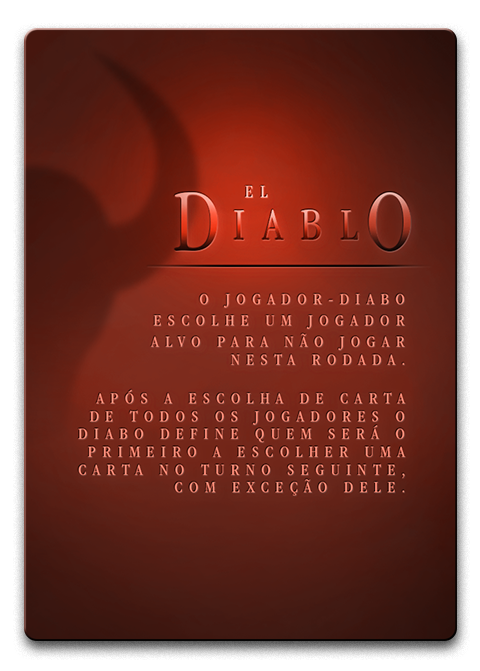 EL
DIABLO
O JOGADOR-DIABO
ESCOLHE UM JOGADOR
ALVO PARA NÃO JOGAR
NESTA RODADA.
APÓS A ESCOLHA DE CARTA
DE TODOS OS JOGADORES O
DIABO DEFINE QUEM SERÁ O
PRIMEIRO A ESCOLHER UMA
CARTA NO TURNO SEGUINTE,
COM EXCEÇÃO DELE.